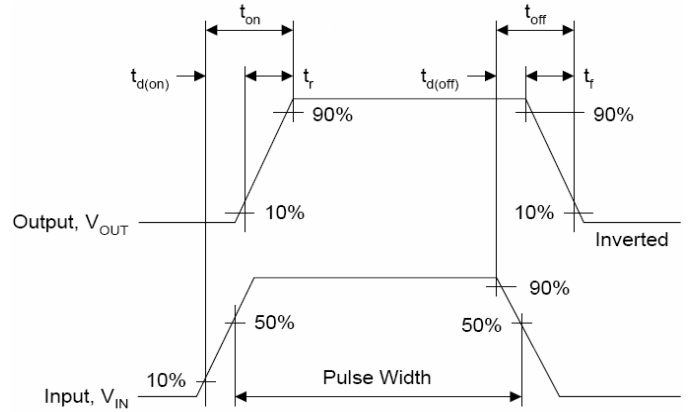 t_on
t_off
t_d(on)
t_r
t_d(off)
t_f
90%
90%
10%
10%
Output, V_OUT
Inverted
90%
50%
50%
10%
Pulse Width
Input, V_IN